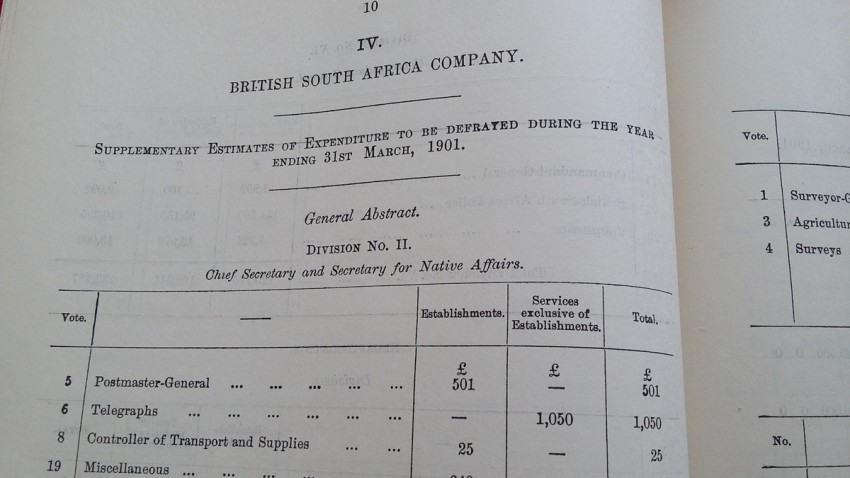 10
IV.
BRITISH SOUTH AFRICA COMPANY.
SUPPLEMENTARY ESTIMATES OF EXPENDITURE TO BE DEFRAYED DURING THE YEAR
ENDING 31ST MARCH, 1901.
General Abstract.
DIVISION NO. II.
Chief Secretary and Secretary for Native Affairs.
Vote. — Establishments. Services exclusive of Establishments. Total.
£ £ £
5 Postmaster-General ... ... ... ... ... 501 — 501
6 Telegraphs ... ... ... ... ... ... — 1,050 1,050
8 Controller of Transport and Supplies ... ... 25 — 25
19 Miscellaneous ... ... ... ... ...
Vote.
1 Surveyor-G
3 Agricultur
4 Surveys
No.